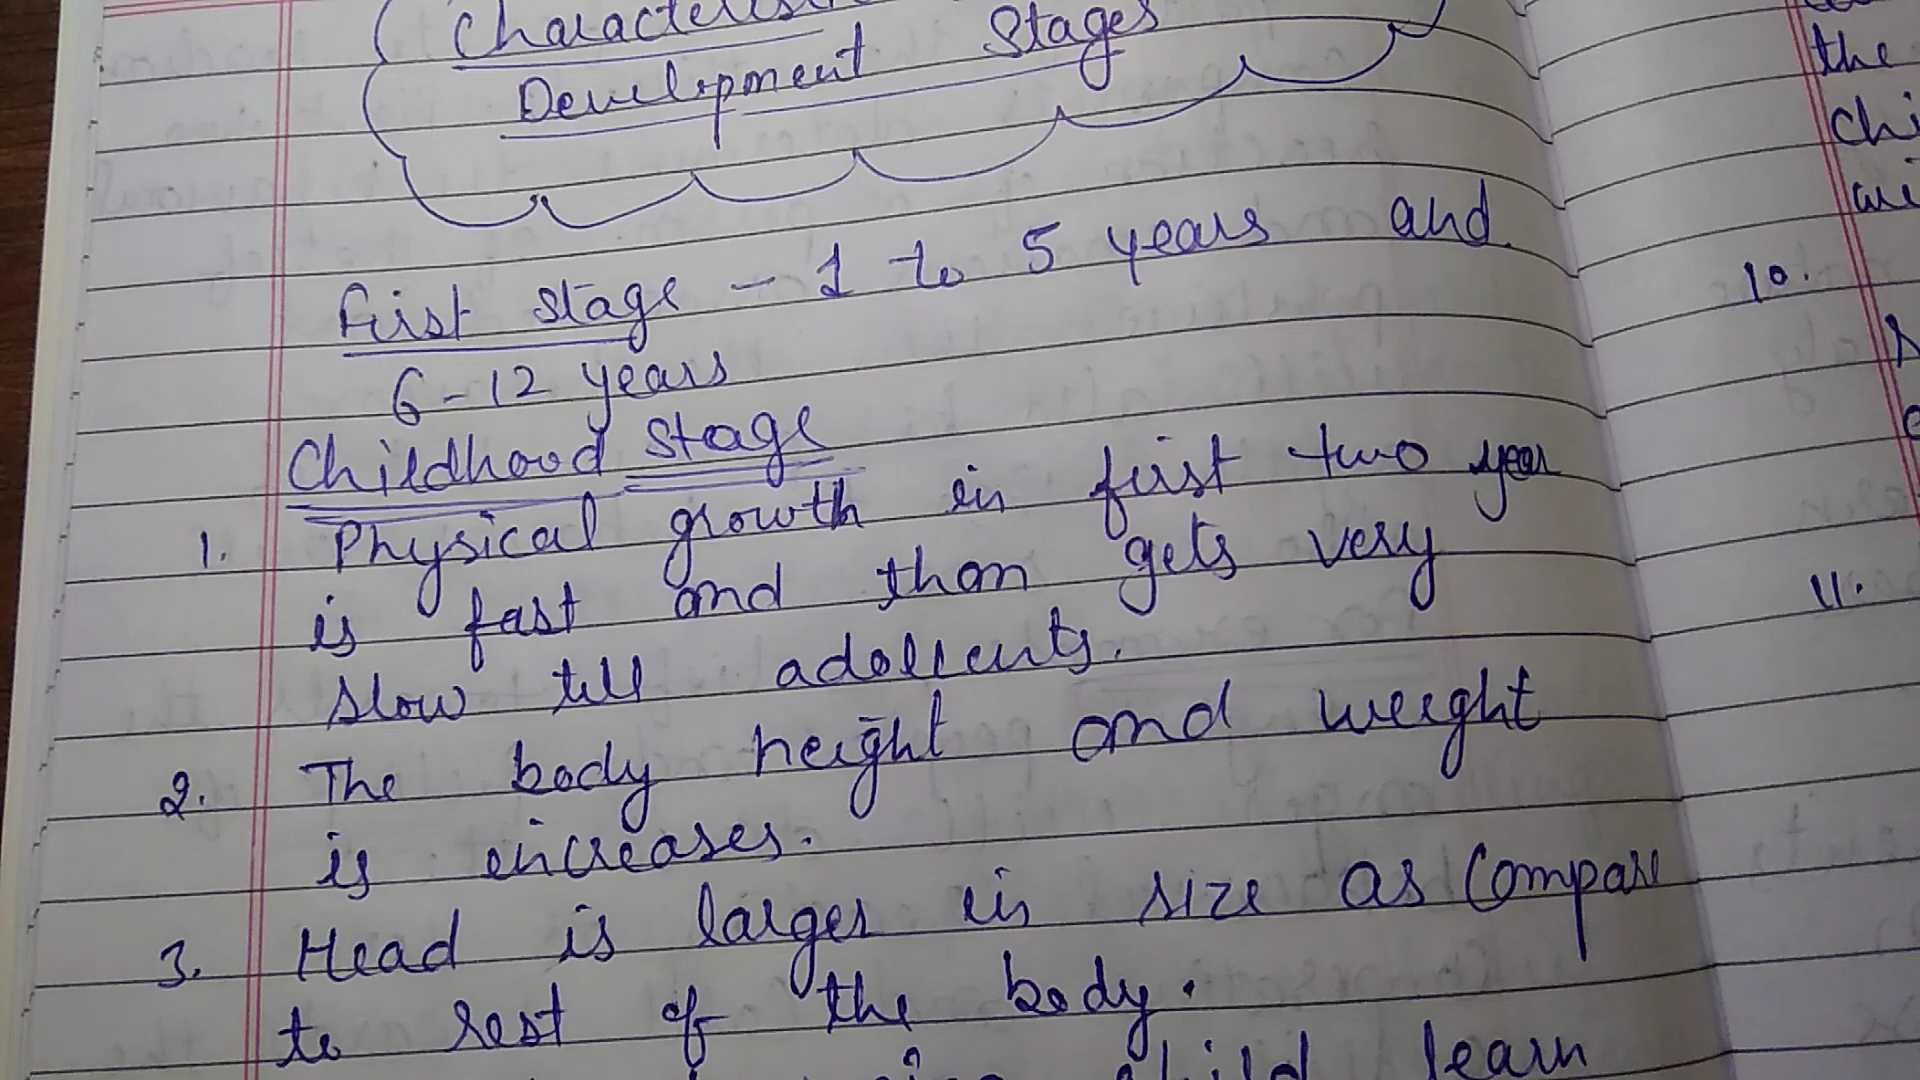 Development Stages
First stage - 1 to 5 years and
6-12 years
Childhood Stage
1. Physical growth in first two year
is fast and than gets very
slow till
2. The body height and weight
is increases.
3. Head is larger in size as compare
to rest of the body.
child learn
the
10.
11.